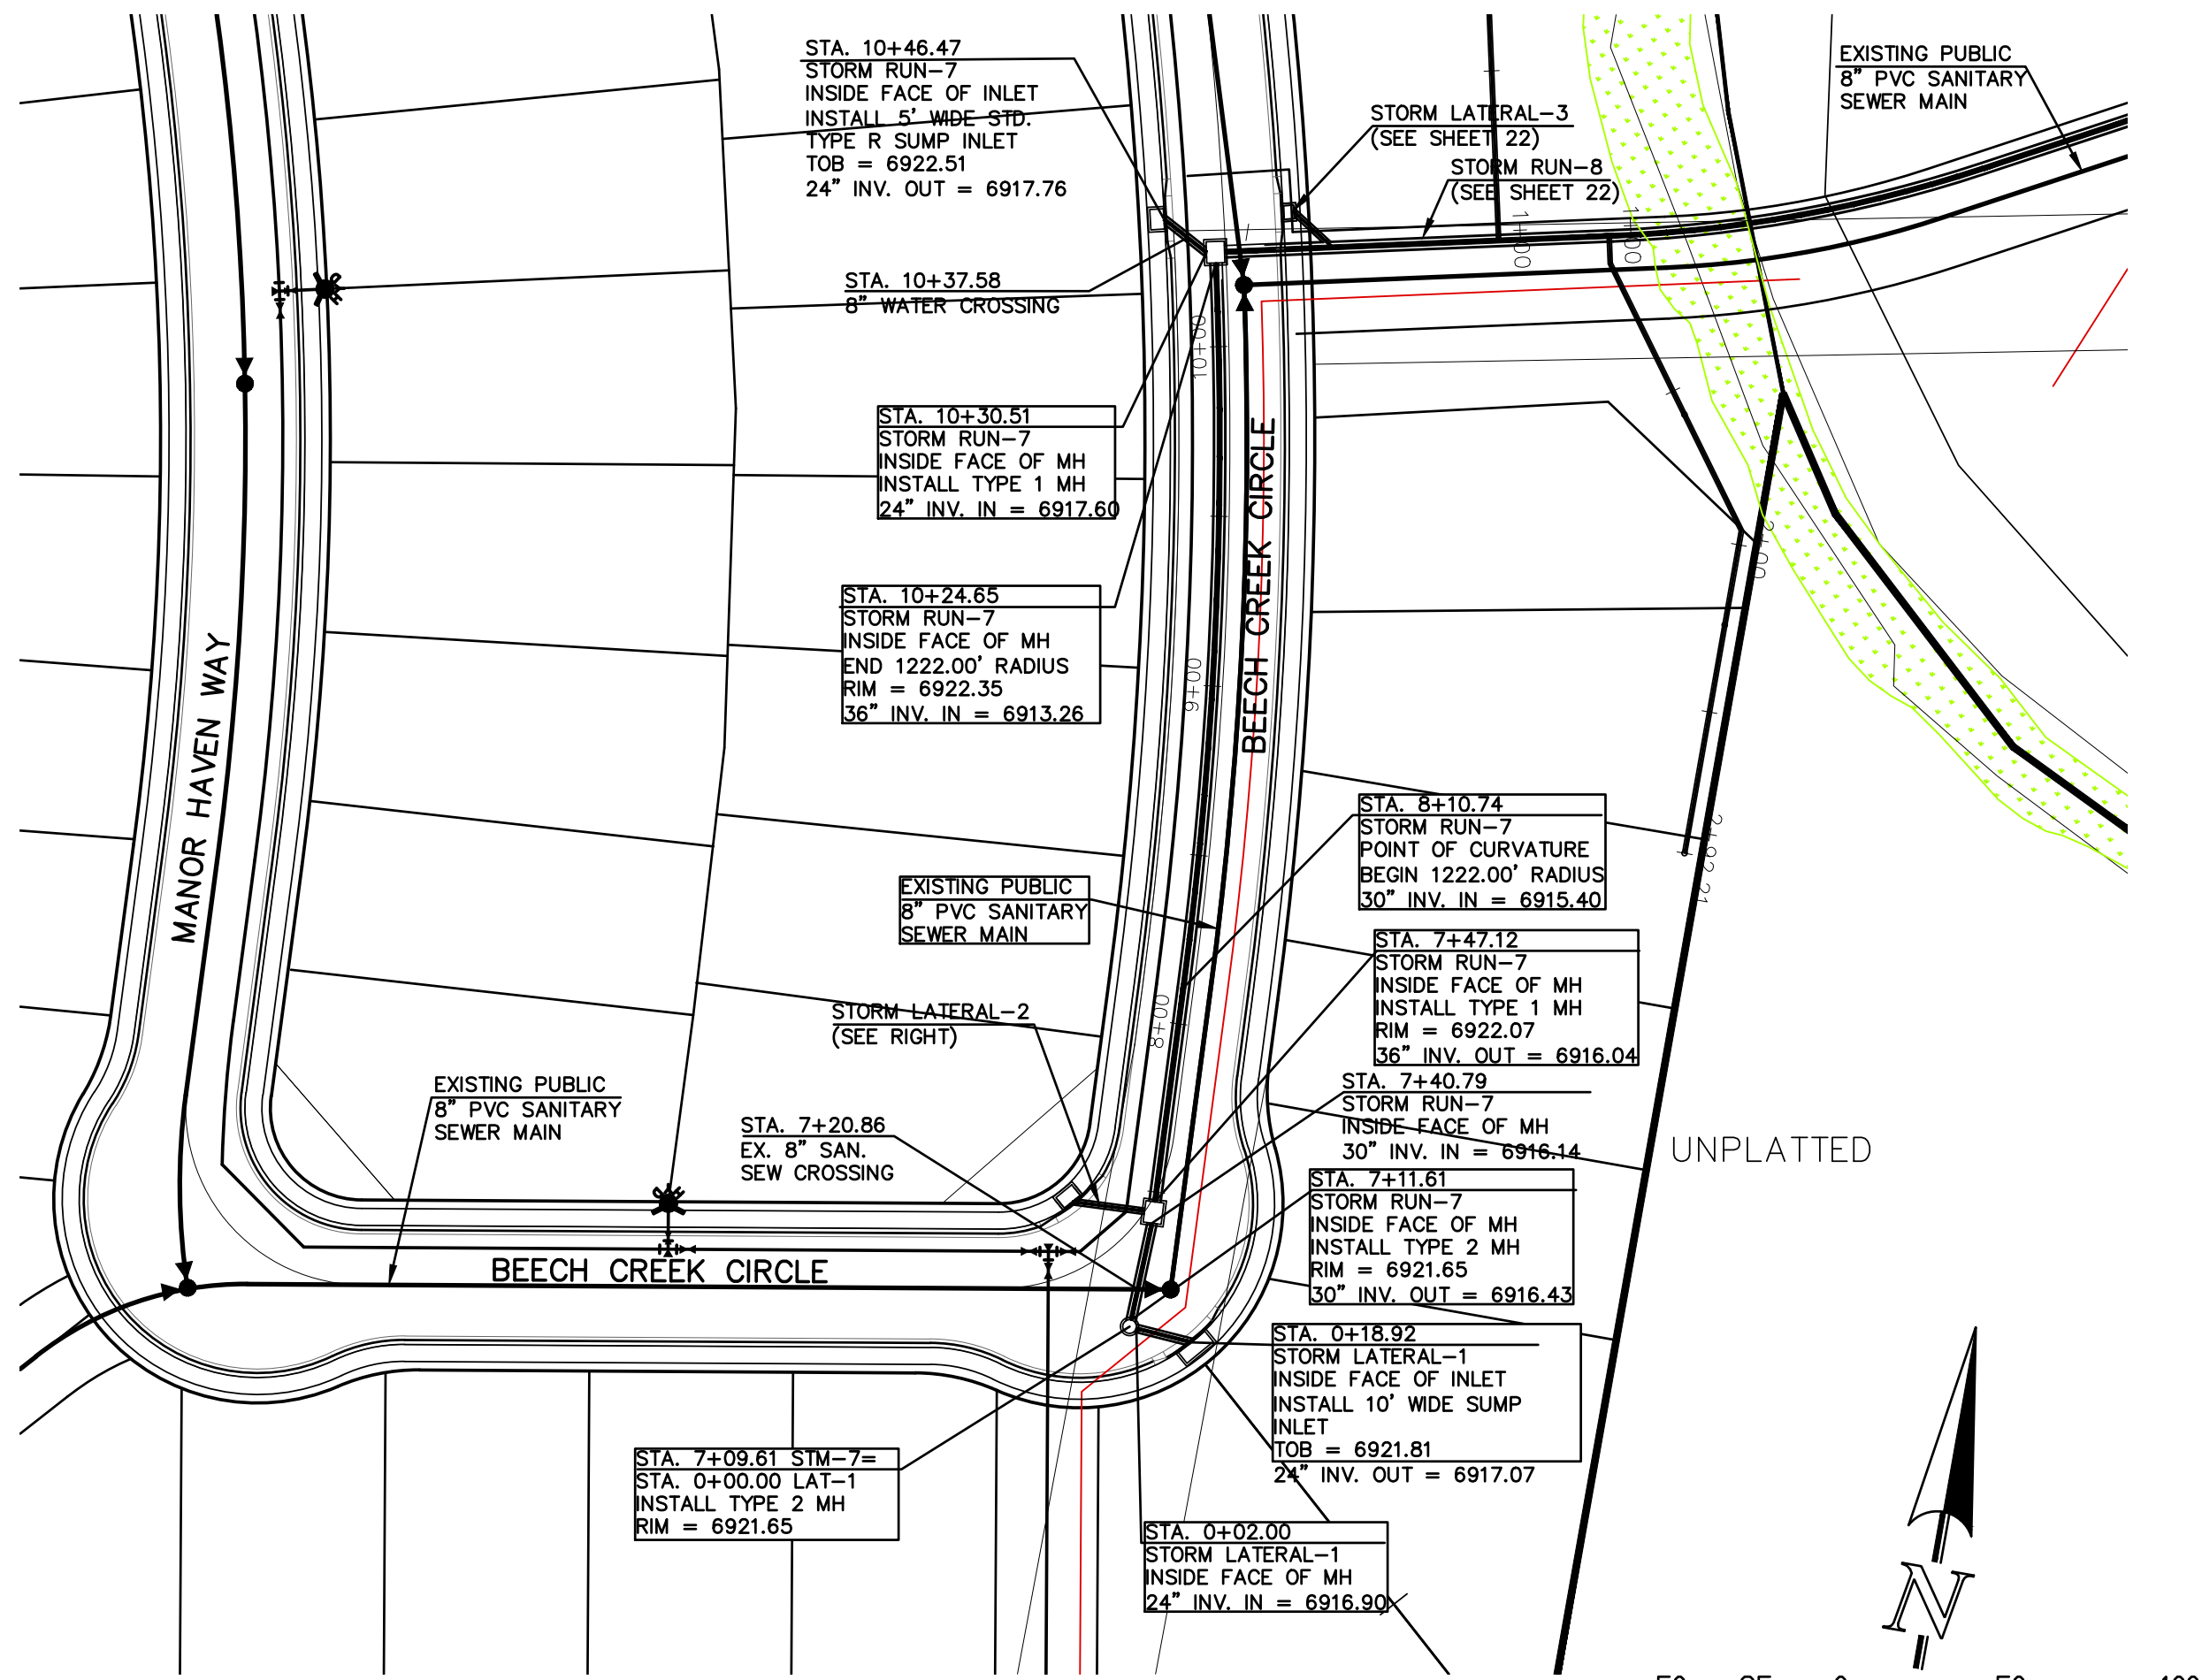 STA. 10+46.47
STORM RUN-7
INSIDE FACE OF INLET
INSTALL 5' WIDE STD.
TYPE R SUMP INLET
TOB = 6922.51
24" INV. OUT = 6917.76
EXISTING PUBLIC
8" PVC SANITARY
SEWER MAIN
STORM LATERAL-3
(SEE SHEET 22)
STORM RUN-8
(SEE SHEET 22)
1+00
1+00
STA. 10+37.58
8" WATER CROSSING
10+00
STA. 10+30.51
STORM RUN-7
INSIDE FACE OF MH
INSTALL TYPE 1 MH
24" INV. IN = 6917.60
BEECH CREEK CIRCLE
2+00
STA. 10+24.65
STORM RUN-7
INSIDE FACE OF MH
END 1222.00' RADIUS
RIM = 6922.35
36" INV. IN = 6913.26
9+00
MANOR HAVEN WAY
STA. 8+10.74
STORM RUN-7
POINT OF CURVATURE
BEGIN 1222.00' RADIUS
30" INV. IN = 6915.40
2+92.21
EXISTING PUBLIC
8" PVC SANITARY
SEWER MAIN
STA. 7+47.12
STORM RUN-7
INSIDE FACE OF MH
INSTALL TYPE 1 MH
RIM = 6922.07
36" INV. OUT = 6916.04
STORM LATERAL-2
(SEE RIGHT)
8+00
EXISTING PUBLIC
8" PVC SANITARY
SEWER MAIN
STA. 7+40.79
STORM RUN-7
INSIDE FACE OF MH
30" INV. IN = 6916.14
STA. 7+20.86
EX. 8" SAN.
SEW CROSSING
UNPLATTED
STA. 7+11.61
STORM RUN-7
INSIDE FACE OF MH
INSTALL TYPE 2 MH
RIM = 6921.65
30" INV. OUT = 6916.43
BEECH CREEK CIRCLE
STA. 0+18.92
STORM LATERAL-1
INSIDE FACE OF INLET
INSTALL 10' WIDE SUMP
INLET
TOB = 6921.81
24" INV. OUT = 6917.07
STA. 7+09.61 STM-7=
STA. 0+00.00 LAT-1
INSTALL TYPE 2 MH
RIM = 6921.65
STA. 0+02.00
STORM LATERAL-1
INSIDE FACE OF MH
24" INV. IN = 6916.90
N